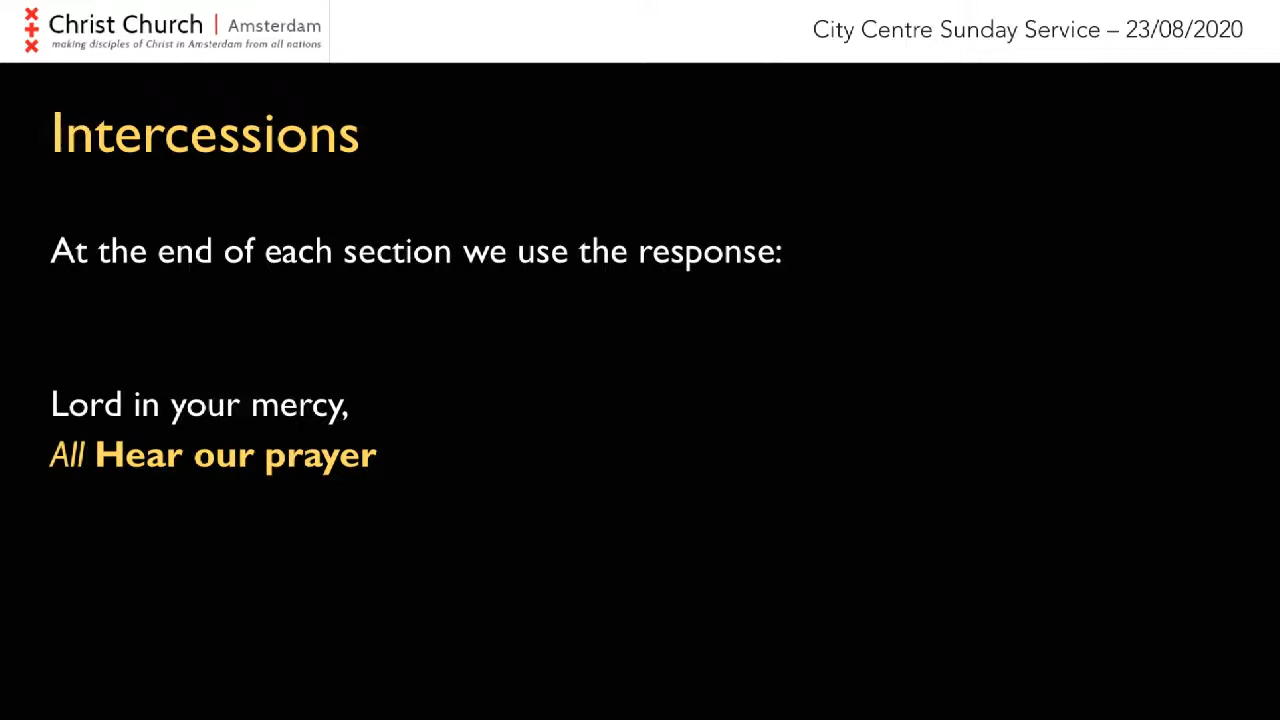 Christ Church | Amsterdam
making disciples of Christ in Amsterdam from all nations
City Centre Sunday Service – 23/08/2020
Intercessions
At the end of each section we use the response:
Lord in your mercy,
All Hear our prayer